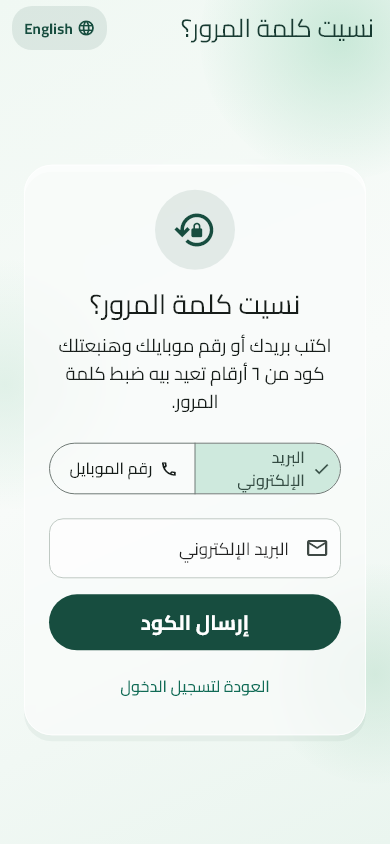 نسيت كلمة المرور؟
English
نسيت كلمة المرور؟
اكتب بريدك أو رقم موبايلك وهنبعتلك
كود من ٦ أرقام تعيد بيه ضبط كلمة
المرور.
البريد
الإلكتروني
رقم الموبايل
البريد الإلكتروني
إرسال الكود
العودة لتسجيل الدخول